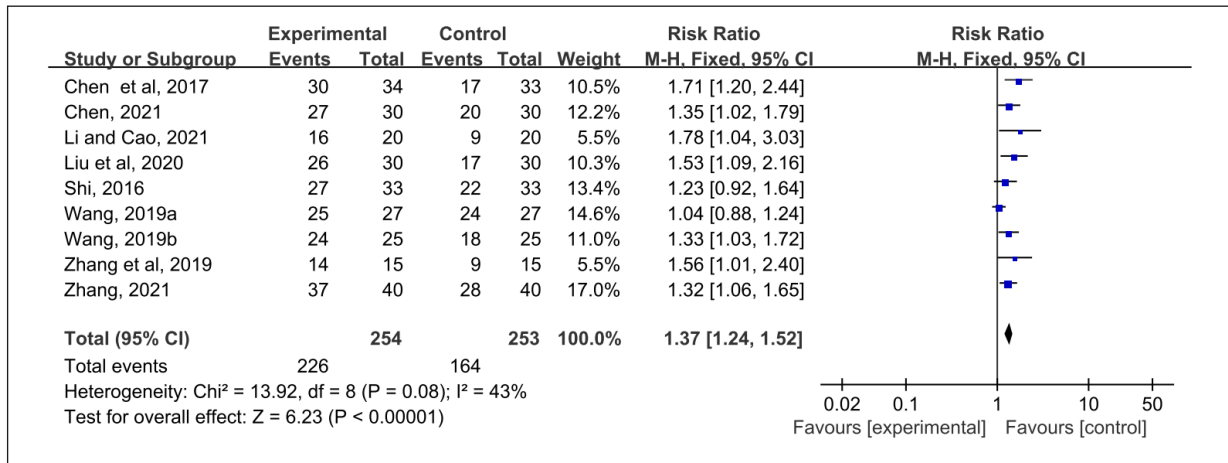 Experimental Control Risk Ratio Risk Ratio
Study or Subgroup Events Total Events Total Weight M-H, Fixed, 95% CI M-H, Fixed, 95% CI
Chen et al, 2017 30 34 17 33 10.5% 1.71 [1.20, 2.44]
Chen, 2021 27 30 20 30 12.2% 1.35 [1.02, 1.79]
Li and Cao, 2021 16 20 9 20 5.5% 1.78 [1.04, 3.03]
Liu et al, 2020 26 30 17 30 10.3% 1.53 [1.09, 2.16]
Shi, 2016 27 33 22 33 13.4% 1.23 [0.92, 1.64]
Wang, 2019a 25 27 24 27 14.6% 1.04 [0.88, 1.24]
Wang, 2019b 24 25 18 25 11.0% 1.33 [1.03, 1.72]
Zhang et al, 2019 14 15 9 15 5.5% 1.56 [1.01, 2.40]
Zhang, 2021 37 40 28 40 17.0% 1.32 [1.06, 1.65]
Total (95% CI) 254 253 100.0% 1.37 [1.24, 1.52]
Total events 226 164
Heterogeneity: Chi² = 13.92, df = 8 (P = 0.08); I² = 43%
Test for overall effect: Z = 6.23 (P < 0.00001)
0.02 0.1 1 10 50
Favours [experimental] Favours [control]